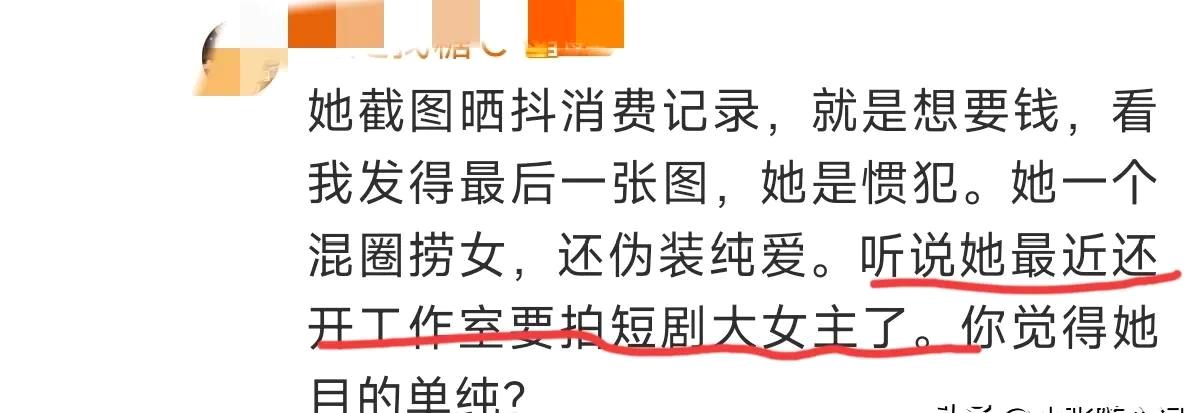 她截图晒抖消费记录，就是想要钱，看
我发得最后一张图，她是惯犯。她一个
混圈捞女，还伪装纯爱。听说她最近还
开工作室要拍短剧大女主了。你觉得她
目的单纯？